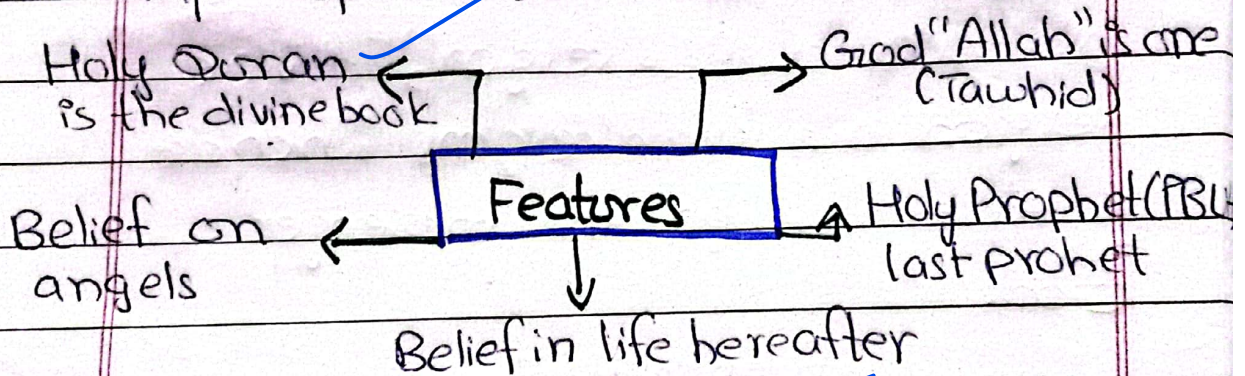 Holy Quran
is the divine book
God "Allah" is one
(Tawhid)
Features
Belief on
angels
Holy Prophet (PBU
last prohet
Belief in life hereafter